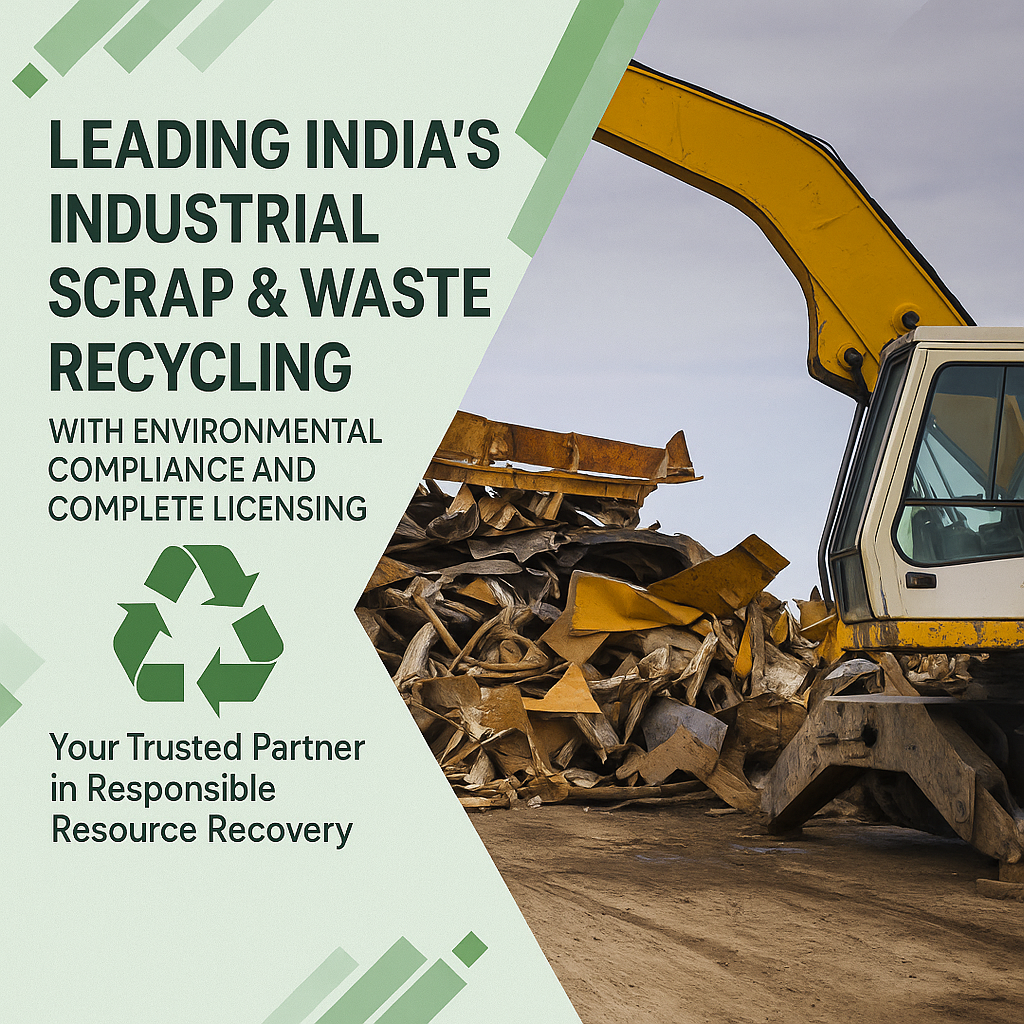 LEADING INDIA'S
INDUSTRIAL
SCRAP & WASTE
RECYCLING
WITH ENVIRONMENTAL
COMPLIANCE AND
COMPLETE LICENSING
Your Trusted Partner
in Responsible
Resource Recovery